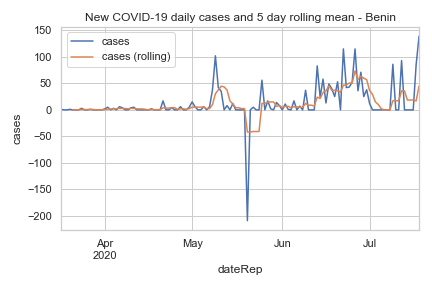 New COVID-19 daily cases and 5 day rolling mean - Benin
cases
cases (rolling)
150
100
50
0
−50
−100
−150
−200
cases
Apr
2020
May
Jun
Jul
dateRep